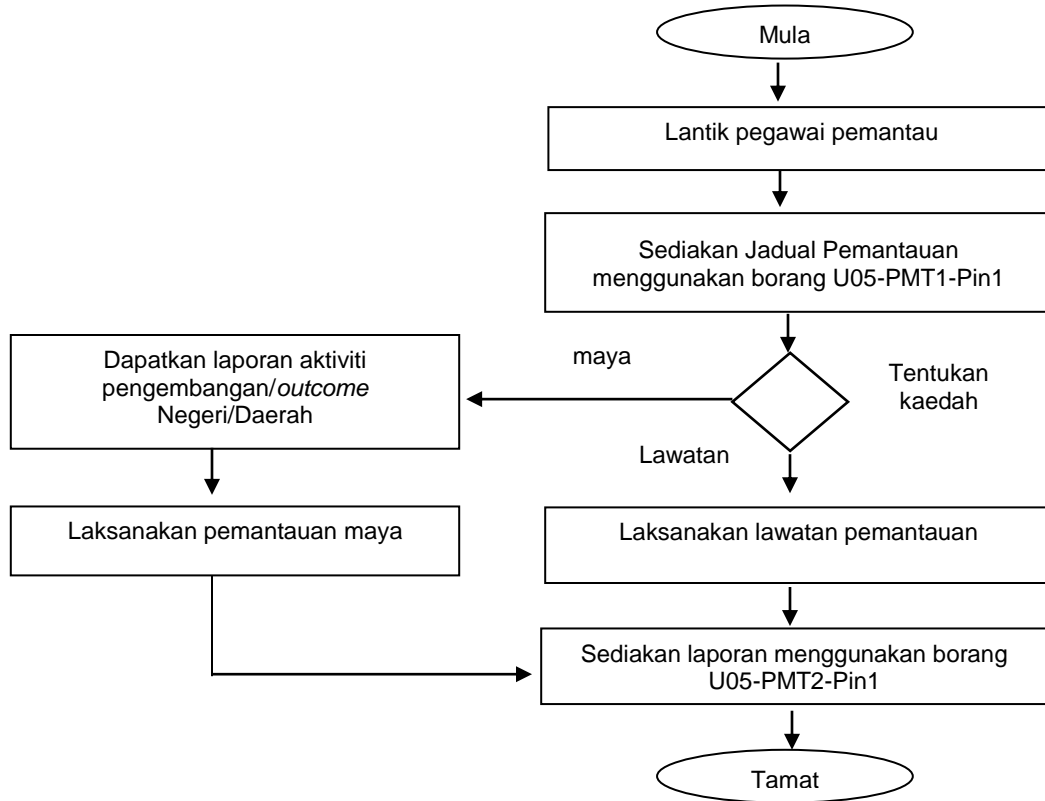 Mula
Lantik pegawai pemantau
Sediakan Jadual Pemantauan
menggunakan borang U05-PMT1-Pin1
Tentukan
kaedah
maya
Dapatkan laporan aktiviti
pengembangan/outcome
Negeri/Daerah
Laksanakan pemantauan maya
Lawatan
Laksanakan lawatan pemantauan
Sediakan laporan menggunakan borang
U05-PMT2-Pin1
Tamat